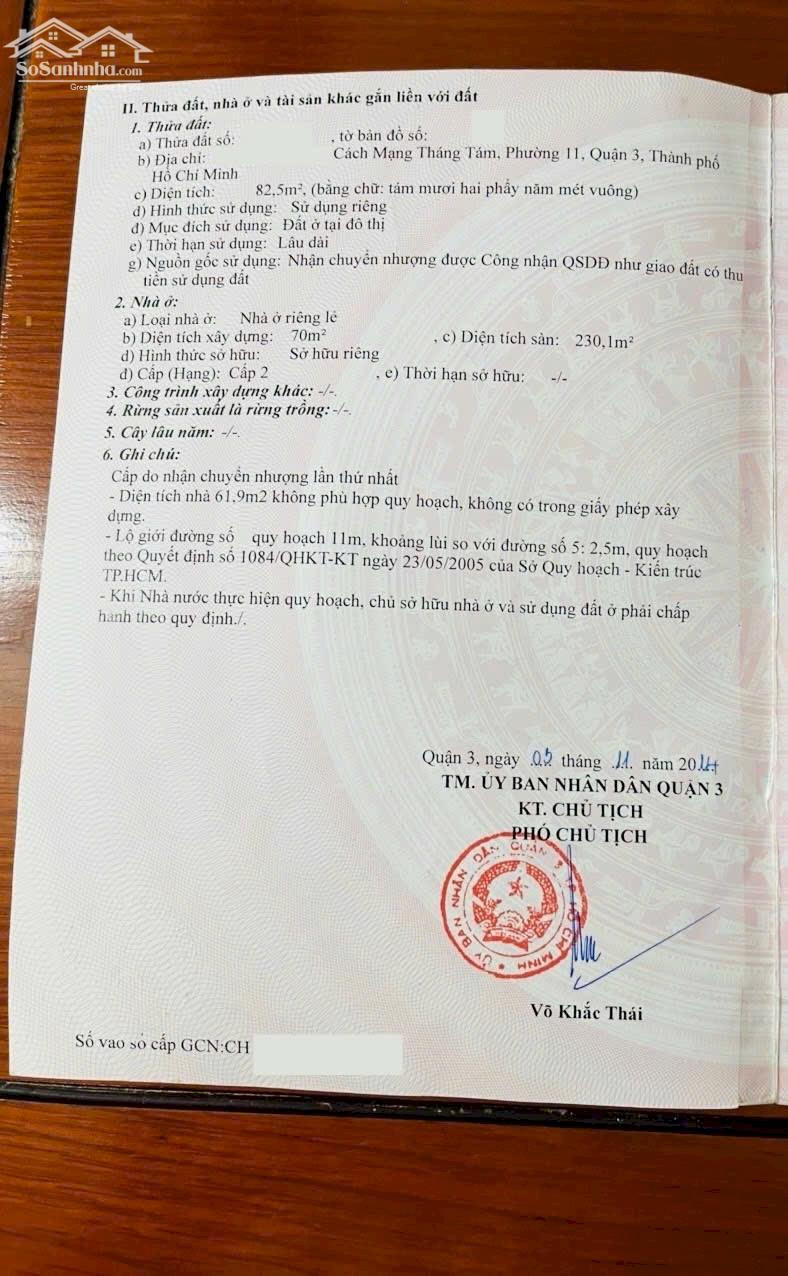 SoSanhnha.com
II. Thửa đất, nhà ở và tài sản khác gắn liền với đất
1. Thửa đất:
a) Thửa đất số: , tờ bản đồ số:
b) Địa chỉ: Cách Mạng Tháng Tám, Phường 11, Quận 3, Thành phố
Hồ Chí Minh
c) Diện tích: 82,5m², (bằng chữ: tám mươi hai phẩy năm mét vuông)
d) Hình thức sử dụng: Sử dụng riêng
đ) Mục đích sử dụng: Đất ở tại đô thị
e) Thời hạn sử dụng: Lâu dài
g) Nguồn gốc sử dụng: Nhận chuyển nhượng được Công nhận QSDĐ như giao đất có thu
tiền sử dụng đất
2. Nhà ở:
a) Loại nhà ở: Nhà ở riêng lẻ
b) Diện tích xây dựng: 70m² , c) Diện tích sàn: 230,1m²
d) Hình thức sở hữu: Sở hữu riêng
đ) Cấp (Hạng): Cấp 2 , e) Thời hạn sở hữu: -/-
3. Công trình xây dựng khác: -/-.
4. Rừng sản xuất là rừng trồng: -/-.
5. Cây lâu năm: -/-.
6. Ghi chú:
Cấp do nhận chuyển nhượng lần thứ nhất
- Diện tích nhà 61,9m2 không phù hợp quy hoạch, không có trong giấy phép xây
dựng.
- Lộ giới đường số quy hoạch 11m, khoảng lùi so với đường số 5: 2,5m, quy hoạch
theo Quyết định số 1084/QHKT-KT ngày 23/05/2005 của Sở Quy hoạch - Kiến trúc
TP.HCM.
- Khi Nhà nước thực hiện quy hoạch, chủ sở hữu nhà ở và sử dụng đất ở phải chấp
hành theo quy định./.
Quận 3, ngày tháng 11. năm 2014
TM. ỦY BAN NHÂN DÂN QUẬN 3
KT. CHỦ TỊCH
PHÓ CHỦ TỊCH
ỦY BAN NHÂN DÂN QUẬN 3 TP. HỒ CHÍ MINH
Võ Khắc Thái
Số vào sổ cấp GCN:CH